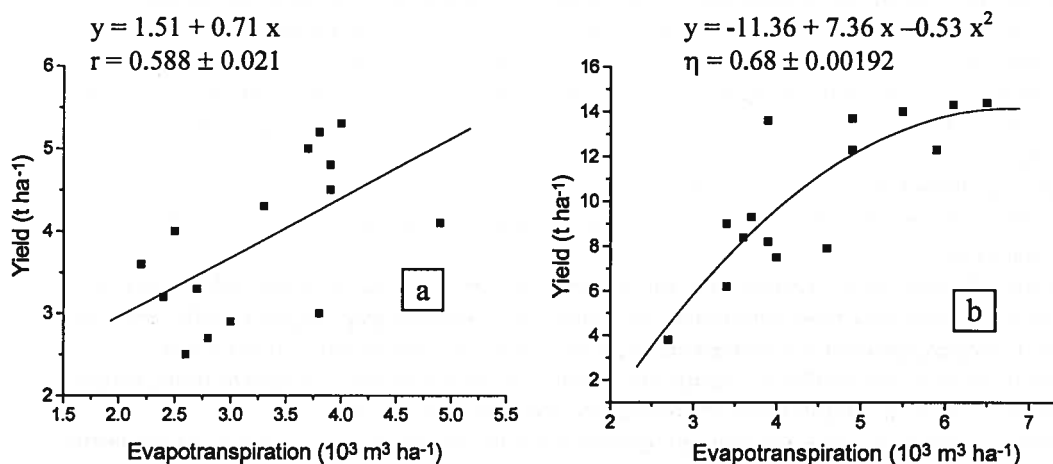 y = 1.51 + 0.71 x
r = 0.588 ± 0.021
6
5
4
3
2
Yield (t ha⁻¹)
a
1.5 2.0 2.5 3.0 3.5 4.0 4.5 5.0 5.5
Evapotranspiration (10³ m³ ha⁻¹)
y = -11.36 + 7.36 x –0.53 x²
η = 0.68 ± 0.00192
16
14
12
10
8
6
4
2
1
Yield (t ha⁻¹)
b
2 3 4 5 6 7
Evapotranspiration (10³ m³ ha⁻¹)